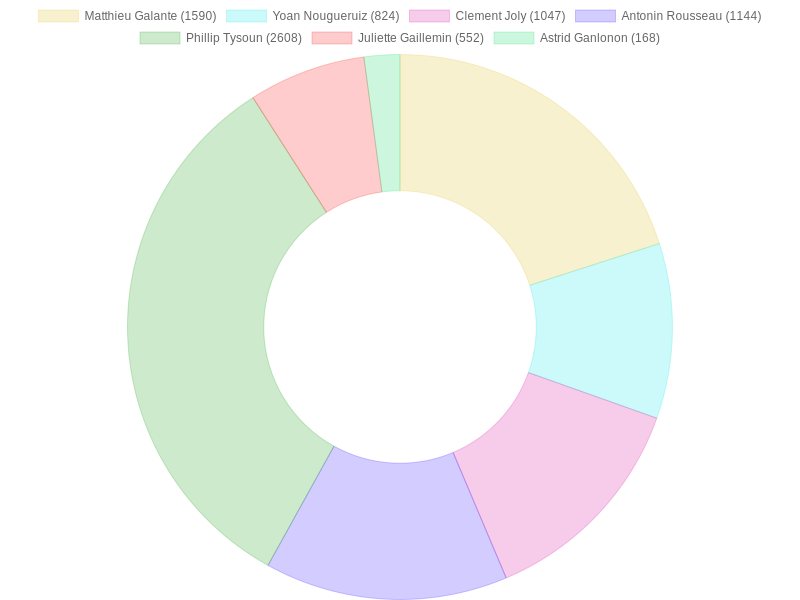 Matthieu Galante (1590) Yoan Nougueruiz (824) Clement Joly (1047) Antonin Rousseau (1144)
Phillip Tysoun (2608) Juliette Gaillemin (552) Astrid Ganlonon (168)